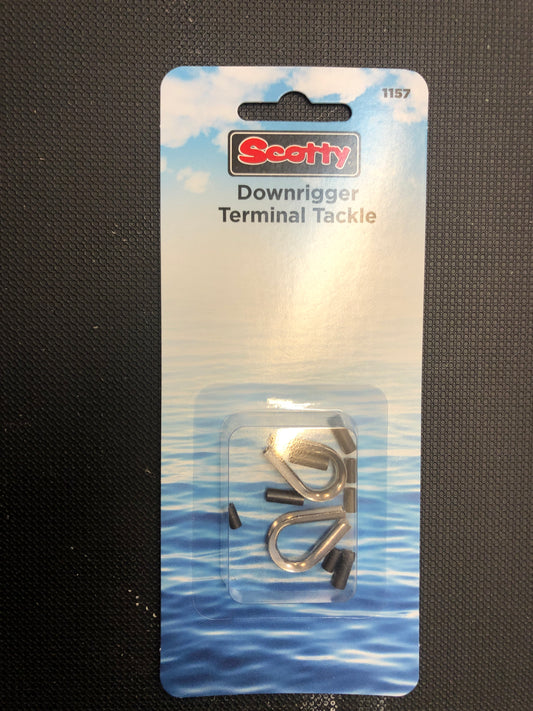 1157
Scotty
Downrigger
Terminal Tackle